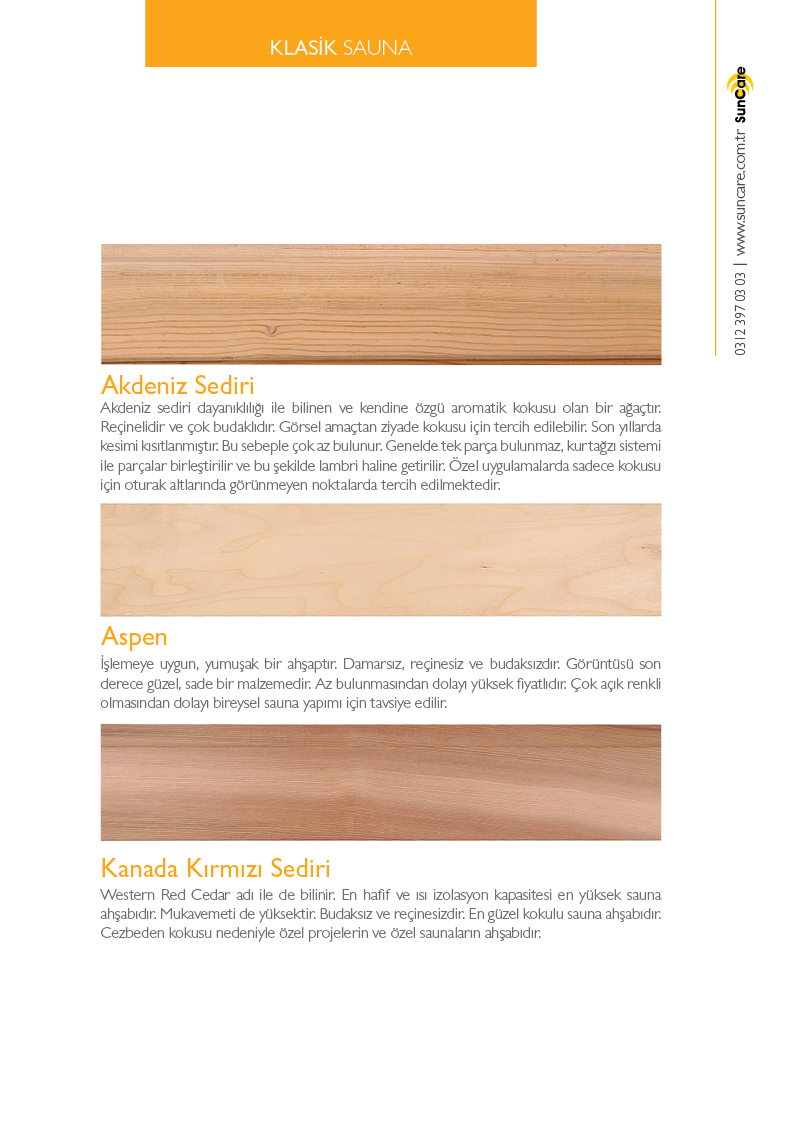 KLASİK SAUNA
SunCare
0312 397 03 03 | www.suncare.com.tr
Akdeniz Sediri
Akdeniz sediri dayanıklılığı ile bilinen ve kendine özgü aromatik kokusu olan bir ağaçtır.
Reçinelidir ve çok budaklıdır. Görsel amaçtan ziyade kokusu için tercih edilebilir. Son yıllarda
kesimi kısıtlanmıştır. Bu sebeple çok az bulunur. Genelde tek parça bulunmaz, kurtağzı sistemi
ile parçalar birleştirilir ve bu şekilde lambri haline getirilir. Özel uygulamalarda sadece kokusu
için oturak altlarında görünmeyen noktalarda tercih edilmektedir.
Aspen
İşlemeye uygun, yumuşak bir ahşaptır. Damarsız, reçinesiz ve budaksızdır. Görüntüsü son
derece güzel, sade bir malzemedir. Az bulunmasından dolayı yüksek fiyatlıdır. Çok açık renkli
olmasından dolayı bireysel sauna yapımı için tavsiye edilir.
Kanada Kırmızı Sediri
Western Red Cedar adı ile de bilinir. En hafif ve ısı izolasyon kapasitesi en yüksek sauna
ahşabıdır. Mukavemeti de yüksektir. Budaksız ve reçinesizdir. En güzel kokulu sauna ahşabıdır.
Cezbeden kokusu nedeniyle özel projelerin ve özel saunaların ahşabıdır.